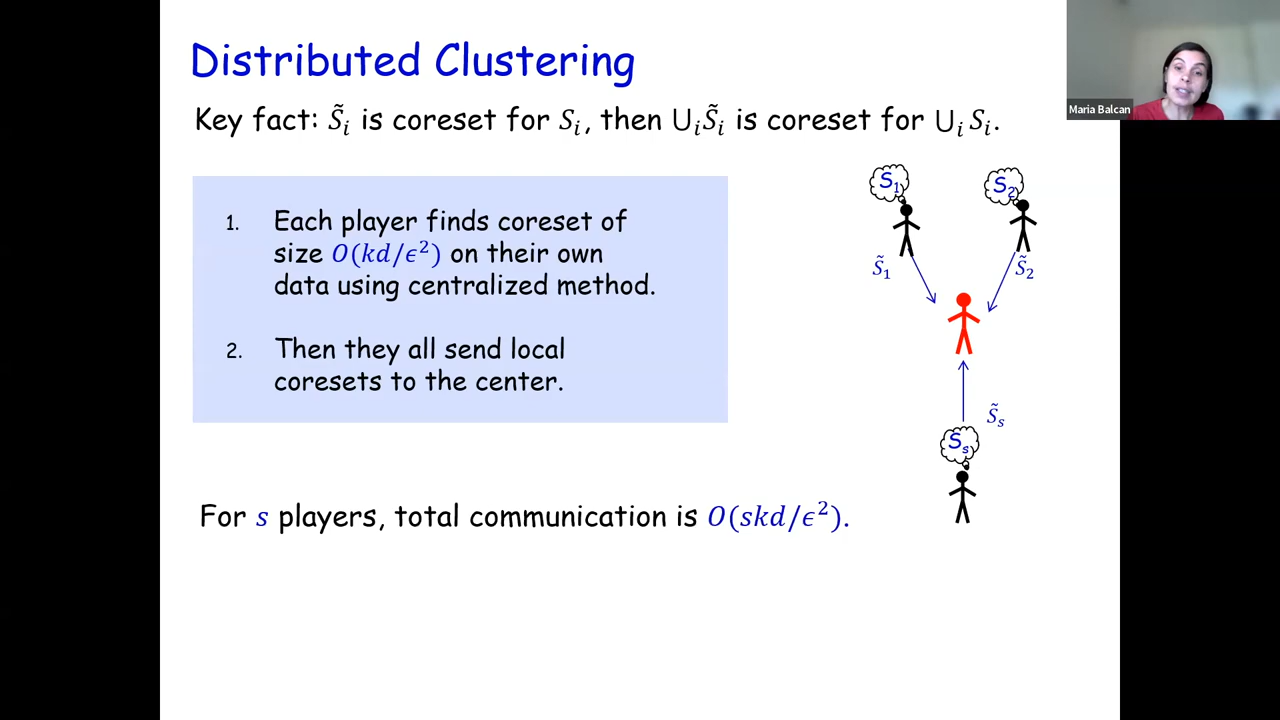 Distributed Clustering
Maria Balcan
Key fact: S̃ᵢ is coreset for Sᵢ, then ∪ᵢS̃ᵢ is coreset for ∪ᵢ Sᵢ.
1. Each player finds coreset of
size O(kd/ϵ²) on their own
data using centralized method.
2. Then they all send local
coresets to the center.
S₁
S₂
S̃₁
S̃₂
S̃ₛ
Sₛ
For s players, total communication is O(skd/ϵ²).